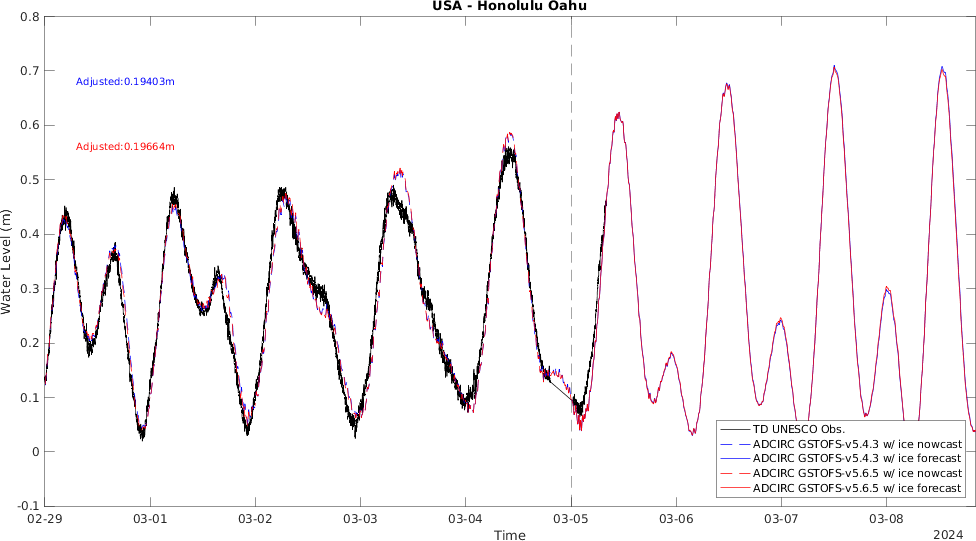 USA - Honolulu Oahu
0.8
0.7
0.6
0.5
0.4
0.3
0.2
0.1
0
-0.1
Water Level (m)
Adjusted:0.19403m
Adjusted:0.19664m
TD UNESCO Obs.
ADCIRC GSTOFS-v5.4.3 w/ ice nowcast
ADCIRC GSTOFS-v5.4.3 w/ ice forecast
ADCIRC GSTOFS-v5.6.5 w/ ice nowcast
ADCIRC GSTOFS-v5.6.5 w/ ice forecast
02-29 03-01 03-02 03-03 03-04 03-05 03-06 03-07 03-08
Time
2024